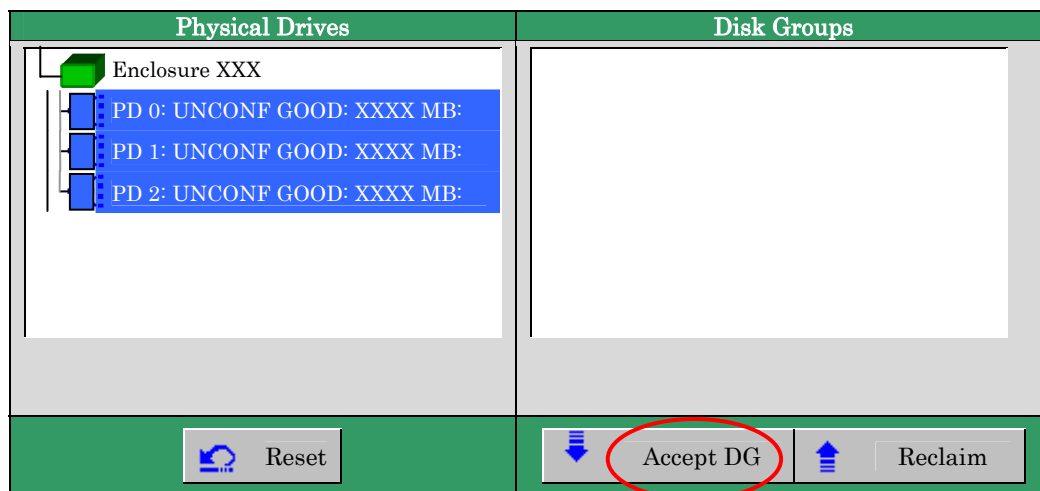 Physical Drives
Disk Groups
Enclosure XXX
PD 0: UNCONF GOOD: XXXX MB:
PD 1: UNCONF GOOD: XXXX MB:
PD 2: UNCONF GOOD: XXXX MB:
Reset
Accept DG
Reclaim